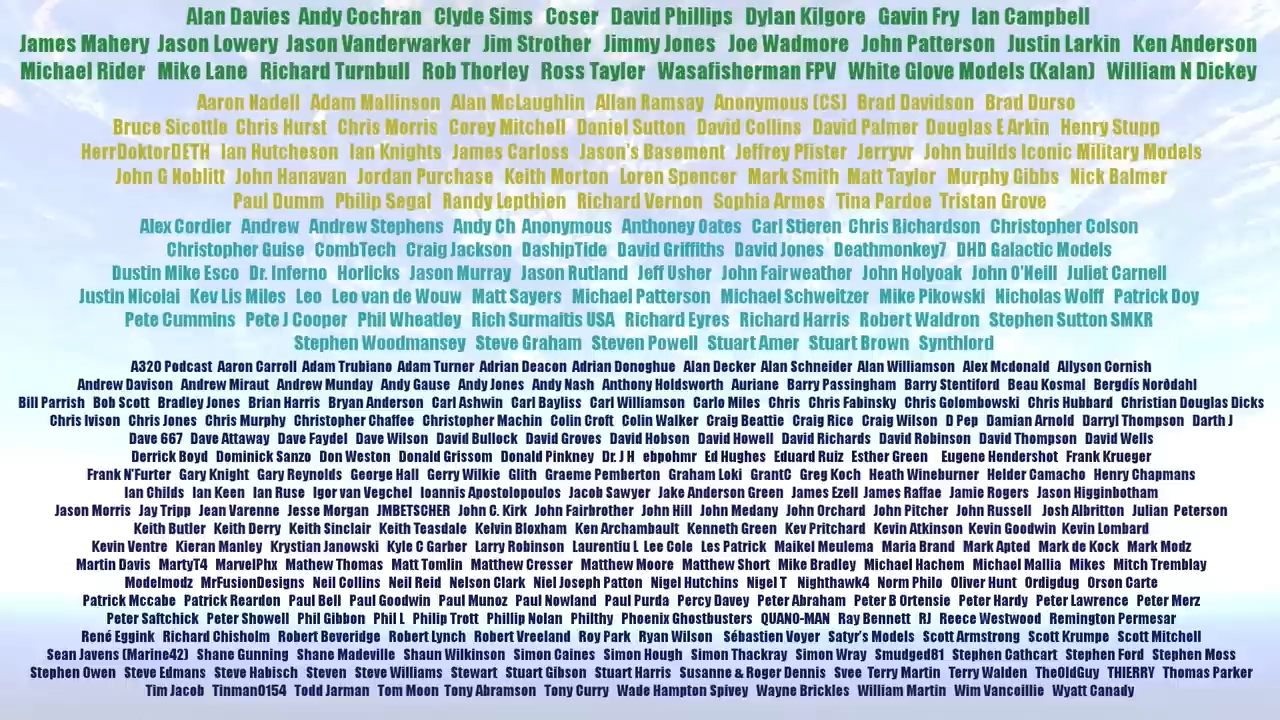 Alan Davies Andy Cochran Clyde Sims Coser David Phillips Dylan Kilgore Gavin Fry Ian Campbell
James Mahery Jason Lowery Jason Vanderwarker Jim Strother Jimmy Jones Joe Wadmore John Patterson Justin Larkin Ken Anderson
Michael Rider Mike Lane Richard Turnbull Rob Thorley Ross Tayler Wasafisherman FPV White Glove Models (Kalan) William N Dickey
Aaron Nadell Adam Mallinson Alan McLaughlin Allan Ramsay Anonymous (CS) Brad Davidson Brad Durso
Bruce Sicottle Chris Hurst Chris Morris Corey Mitchell Daniel Sutton David Collins David Palmer Douglas E Arkin Henry Stupp
HerrDoktorDETH Ian Hutcheson Ian Knights James Carloss Jason's Basement Jeffrey Pfister Jerryvr John builds Iconic Military Models
John G Noblitt John Hanavan Jordan Purchase Keith Morton Loren Spencer Mark Smith Matt Taylor Murphy Gibbs Nick Balmer
Paul Dumm Philip Segal Randy Lepthien Richard Vernon Sophia Armes Tina Pardoe Tristan Grove
Alex Cordier Andrew Andrew Stephens Andy Ch Anonymous Anthoney Oates Carl Stieren Chris Richardson Christopher Colson
Christopher Guise CombTech Craig Jackson DashipTide David Griffiths David Jones Deathmonkey7 DHD Galactic Models
Dustin Mike Esco Dr. Inferno Horlicks Jason Murray Jason Rutland Jeff Usher John Fairweather John Holyoak John O'Neill Juliet Carnell
Justin Nicolai Kev Lis Miles Leo Leo van de Wouw Matt Sayers Michael Patterson Michael Schweitzer Mike Pikowski Nicholas Wolff Patrick Doy
Pete Cummins Pete J Cooper Phil Wheatley Rich Surmaitis USA Richard Eyres Richard Harris Robert Waldron Stephen Sutton SMKR
Stephen Woodmansey Steve Graham Steven Powell Stuart Amer Stuart Brown Synthlord
A320 Podcast Aaron Carroll Adam Trubiano Adam Turner Adrian Deacon Adrian Donoghue Alan Decker Alan Schneider Alan Williamson Alex Mcdonald Allyson Cornish
Andrew Davison Andrew Miraut Andrew Munday Andy Gause Andy Jones Andy Nash Anthony Holdsworth Auriane Barry Passingham Barry Stentiford Beau Kosmal Bergdís Norðdahl
Bill Parrish Bob Scott Bradley Jones Brian Harris Bryan Anderson Carl Ashwin Carl Bayliss Carl Williamson Carlo Miles Chris Chris Fabinsky Chris Golombowski Chris Hubbard Christian Douglas Dicks
Chris Ivison Chris Jones Chris Murphy Christopher Chaffee Christopher Machin Colin Croft Colin Walker Craig Beattie Craig Rice Craig Wilson D Pep Damian Arnold Darryl Thompson Darth J
Dave 667 Dave Attaway Dave Faydel Dave Wilson David Bullock David Groves David Hobson David Howell David Richards David Robinson David Thompson David Wells
Derrick Boyd Dominick Sanzo Don Weston Donald Grissom Donald Pinkney Dr. J H ebpohmr Ed Hughes Eduard Ruiz Esther Green Eugene Hendershot Frank Krueger
Frank N'Furter Gary Knight Gary Reynolds George Hall Gerry Wilkie Glith Graeme Pemberton Graham Loki GrantC Greg Koch Heath Wineburner Helder Camacho Henry Chapmans
Ian Childs Ian Keen Ian Ruse Igor van Vegchel Ioannis Apostolopoulos Jacob Sawyer Jake Anderson Green James Ezell James Raffae Jamie Rogers Jason Higginbotham
Jason Morris Jay Tripp Jean Varenne Jesse Morgan JMBETSCHER John C. Kirk John Fairbrother John Hill John Medany John Orchard John Pitcher John Russell Josh Albritton Julian Peterson
Keith Butler Keith Derry Keith Sinclair Keith Teasdale Kelvin Bloxham Ken Archambault Kenneth Green Kev Pritchard Kevin Atkinson Kevin Goodwin Kevin Lombard
Kevin Ventre Kieran Manley Krystian Janowski Kyle C Garber Larry Robinson Laurentiu L Lee Cole Les Patrick Maikel Meulema Maria Brand Mark Apted Mark de Kock Mark Modz
Martin Davis MartyT4 MarvelPhx Mathew Thomas Matt Tomlin Matthew Cresser Matthew Moore Matthew Short Mike Bradley Michael Hachem Michael Mallia Mikes Mitch Tremblay
Modelmodz MrFusionDesigns Neil Collins Neil Reid Nelson Clark Niel Joseph Patton Nigel Hutchins Nigel T Nighthawk4 Norm Philo Oliver Hunt Ordigdug Orson Carte
Patrick Mccabe Patrick Reardon Paul Bell Paul Goodwin Paul Munoz Paul Nowland Paul Purda Percy Davey Peter Abraham Peter B Ortensie Peter Hardy Peter Lawrence Peter Merz
Peter Saftchick Peter Showell Phil Gibbon Phil L Philip Trott Phillip Nolan Philthy Phoenix Ghostbusters QUANO-MAN Ray Bennett RJ Reece Westwood Remington Permesar
René Eggink Richard Chisholm Robert Beveridge Robert Lynch Robert Vreeland Roy Park Ryan Wilson Sébastien Voyer Satyr's Models Scott Armstrong Scott Krumpe Scott Mitchell
Sean Javens (Marine42) Shane Gunning Shane Madeville Shaun Wilkinson Simon Caines Simon Hough Simon Thackray Simon Wray Smudged81 Stephen Cathcart Stephen Ford Stephen Moss
Stephen Owen Steve Edmans Steve Habisch Steven Steve Williams Stewart Stuart Gibson Stuart Harris Susanne & Roger Dennis Svee Terry Martin Terry Walden TheOldGuy THIERRY Thomas Parker
Tim Jacob Tinman0154 Todd Jarman Tom Moon Tony Abramson Tony Curry Wade Hampton Spivey Wayne Brickles William Martin Wim Vancoillie Wyatt Canady